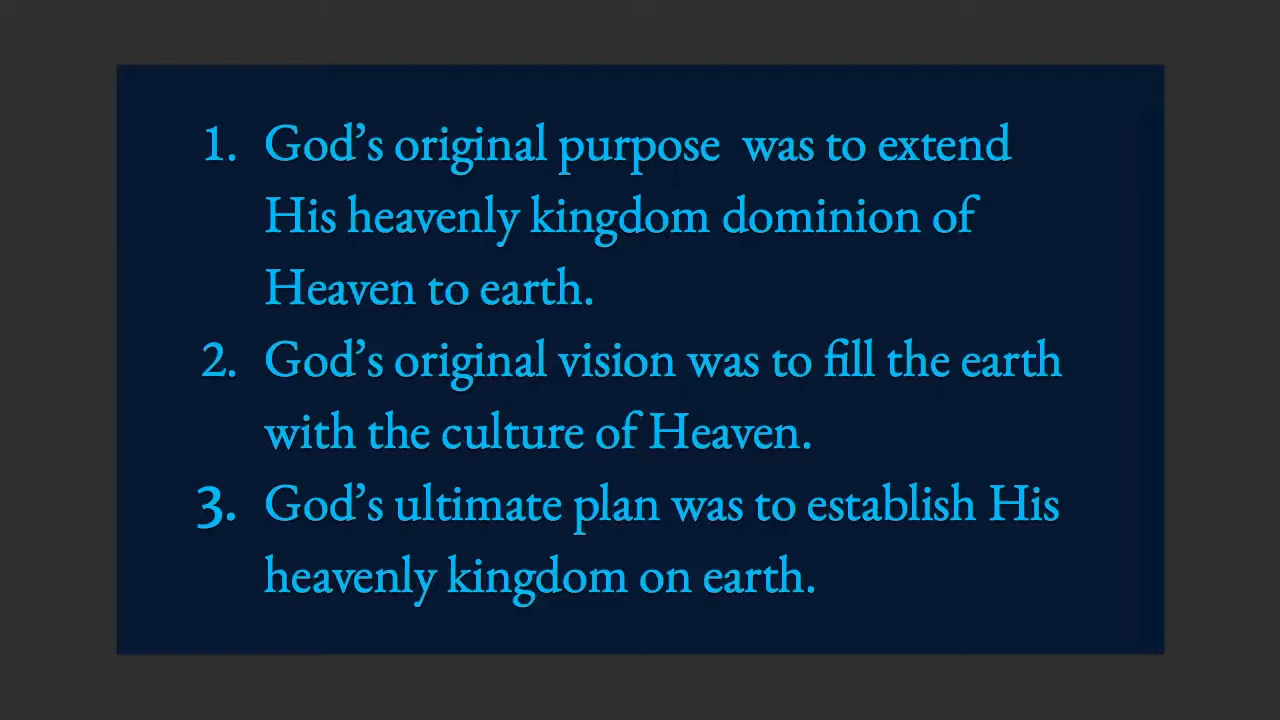 1. God’s original purpose  was to extend
His heavenly kingdom dominion of
Heaven to earth.
2. God’s original vision was to fill the earth
with the culture of Heaven.
3. God’s ultimate plan was to establish His
heavenly kingdom on earth.